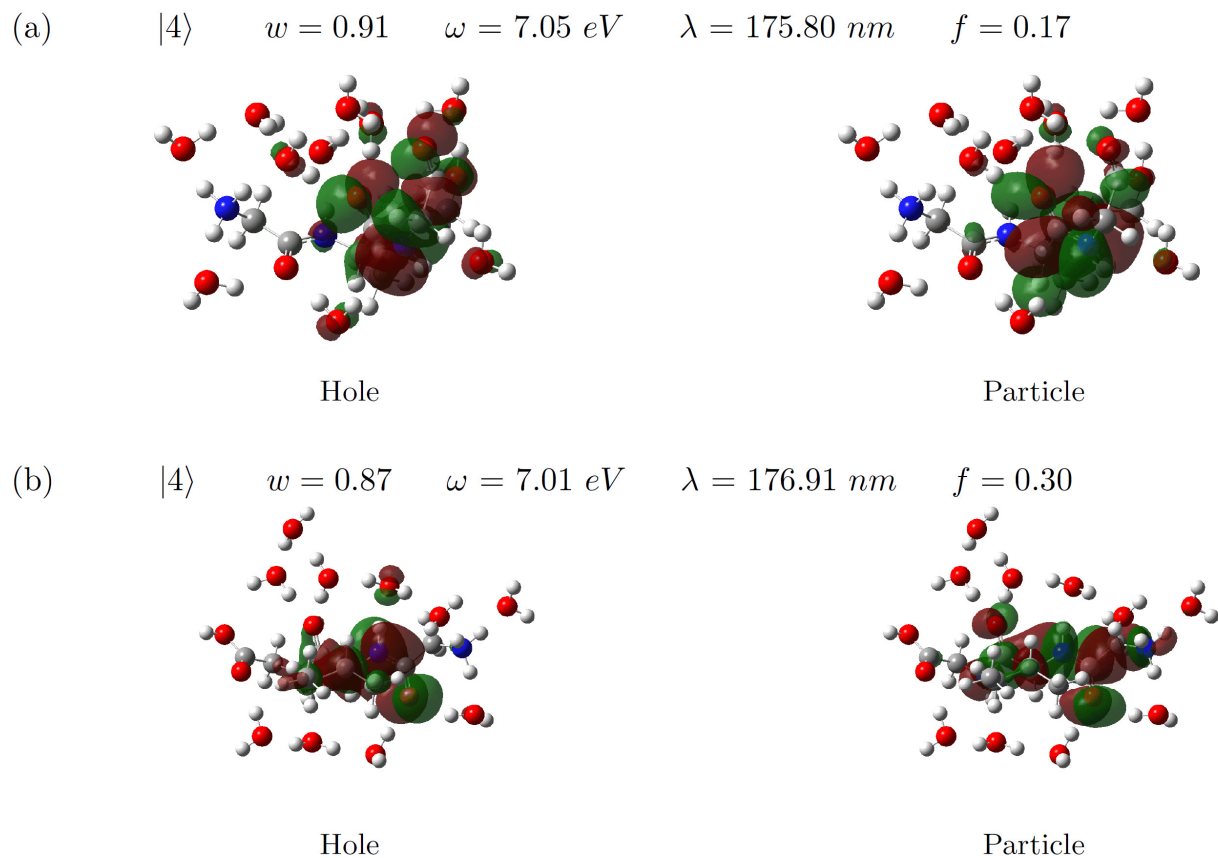 (a) |4⟩ w = 0.91 ω = 7.05 eV λ = 175.80 nm f = 0.17
Hole Particle
(b) |4⟩ w = 0.87 ω = 7.01 eV λ = 176.91 nm f = 0.30
Hole Particle